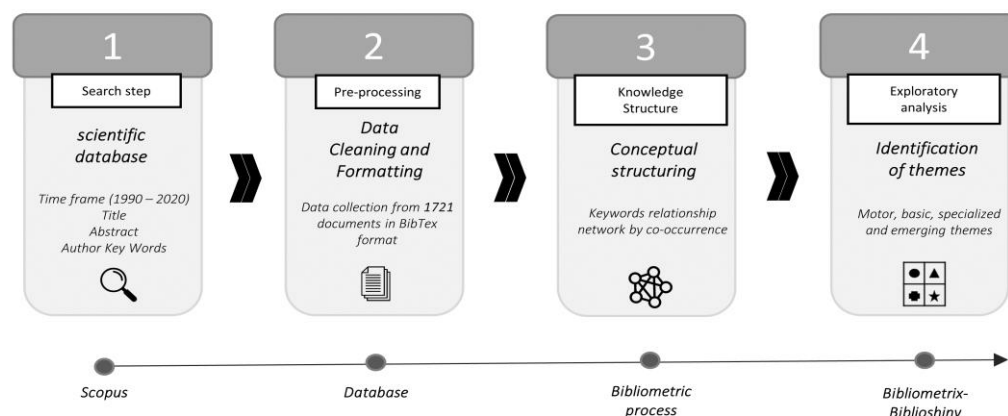 1
Search step
scientific
database
Time frame (1990 – 2020)
Title
Abstract
Author Key Words
2
Pre-processing
Data
Cleaning and
Formatting
Data collection from 1721
documents in BibTex
format
3
Knowledge
Structure
Conceptual
structuring
Keywords relationship
network by co-occurrence
4
Exploratory
analysis
Identification
of themes
Motor, basic, specialized
and emerging themes
Scopus
Database
Bibliometric
process
Bibliometrix-
Biblioshiny